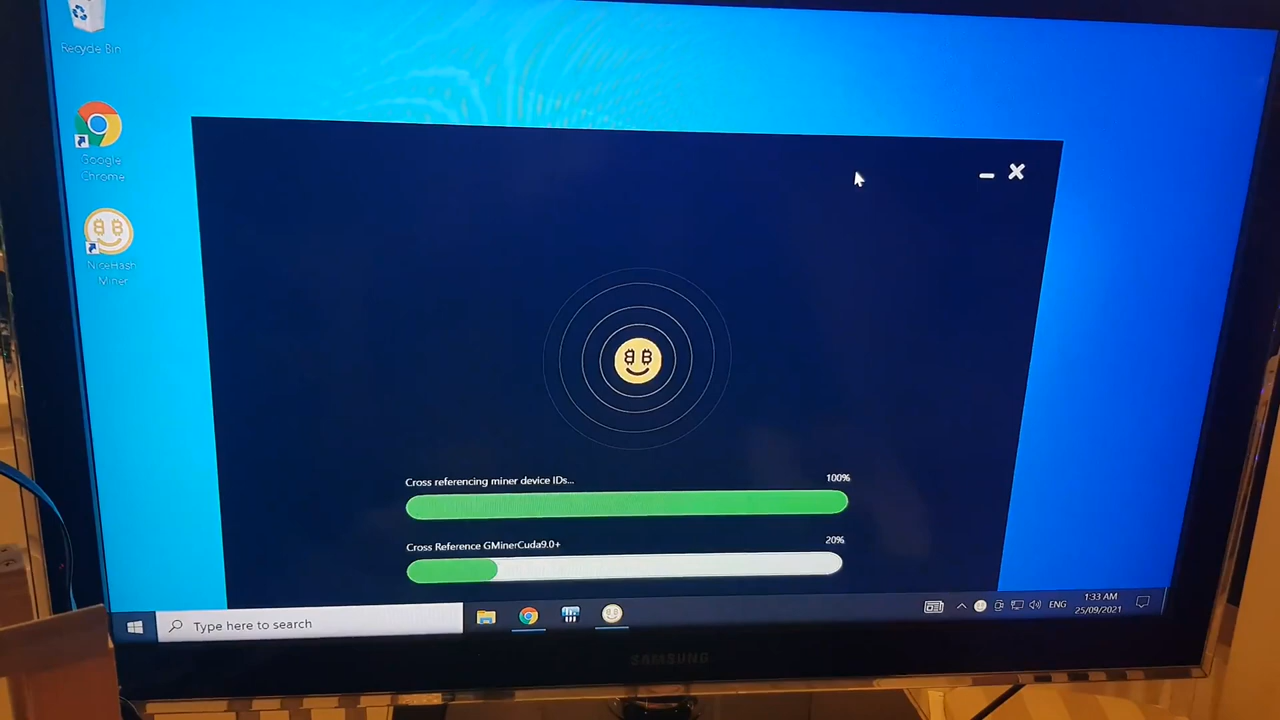 Recycle Bin
Google
Chrome
NiceHash
Miner
Cross referencing miner device IDs...
100%
Cross Reference GMinerCuda9.0+
20%
Type here to search
ENG
1:33 AM
25/09/2021
SAMSUNG